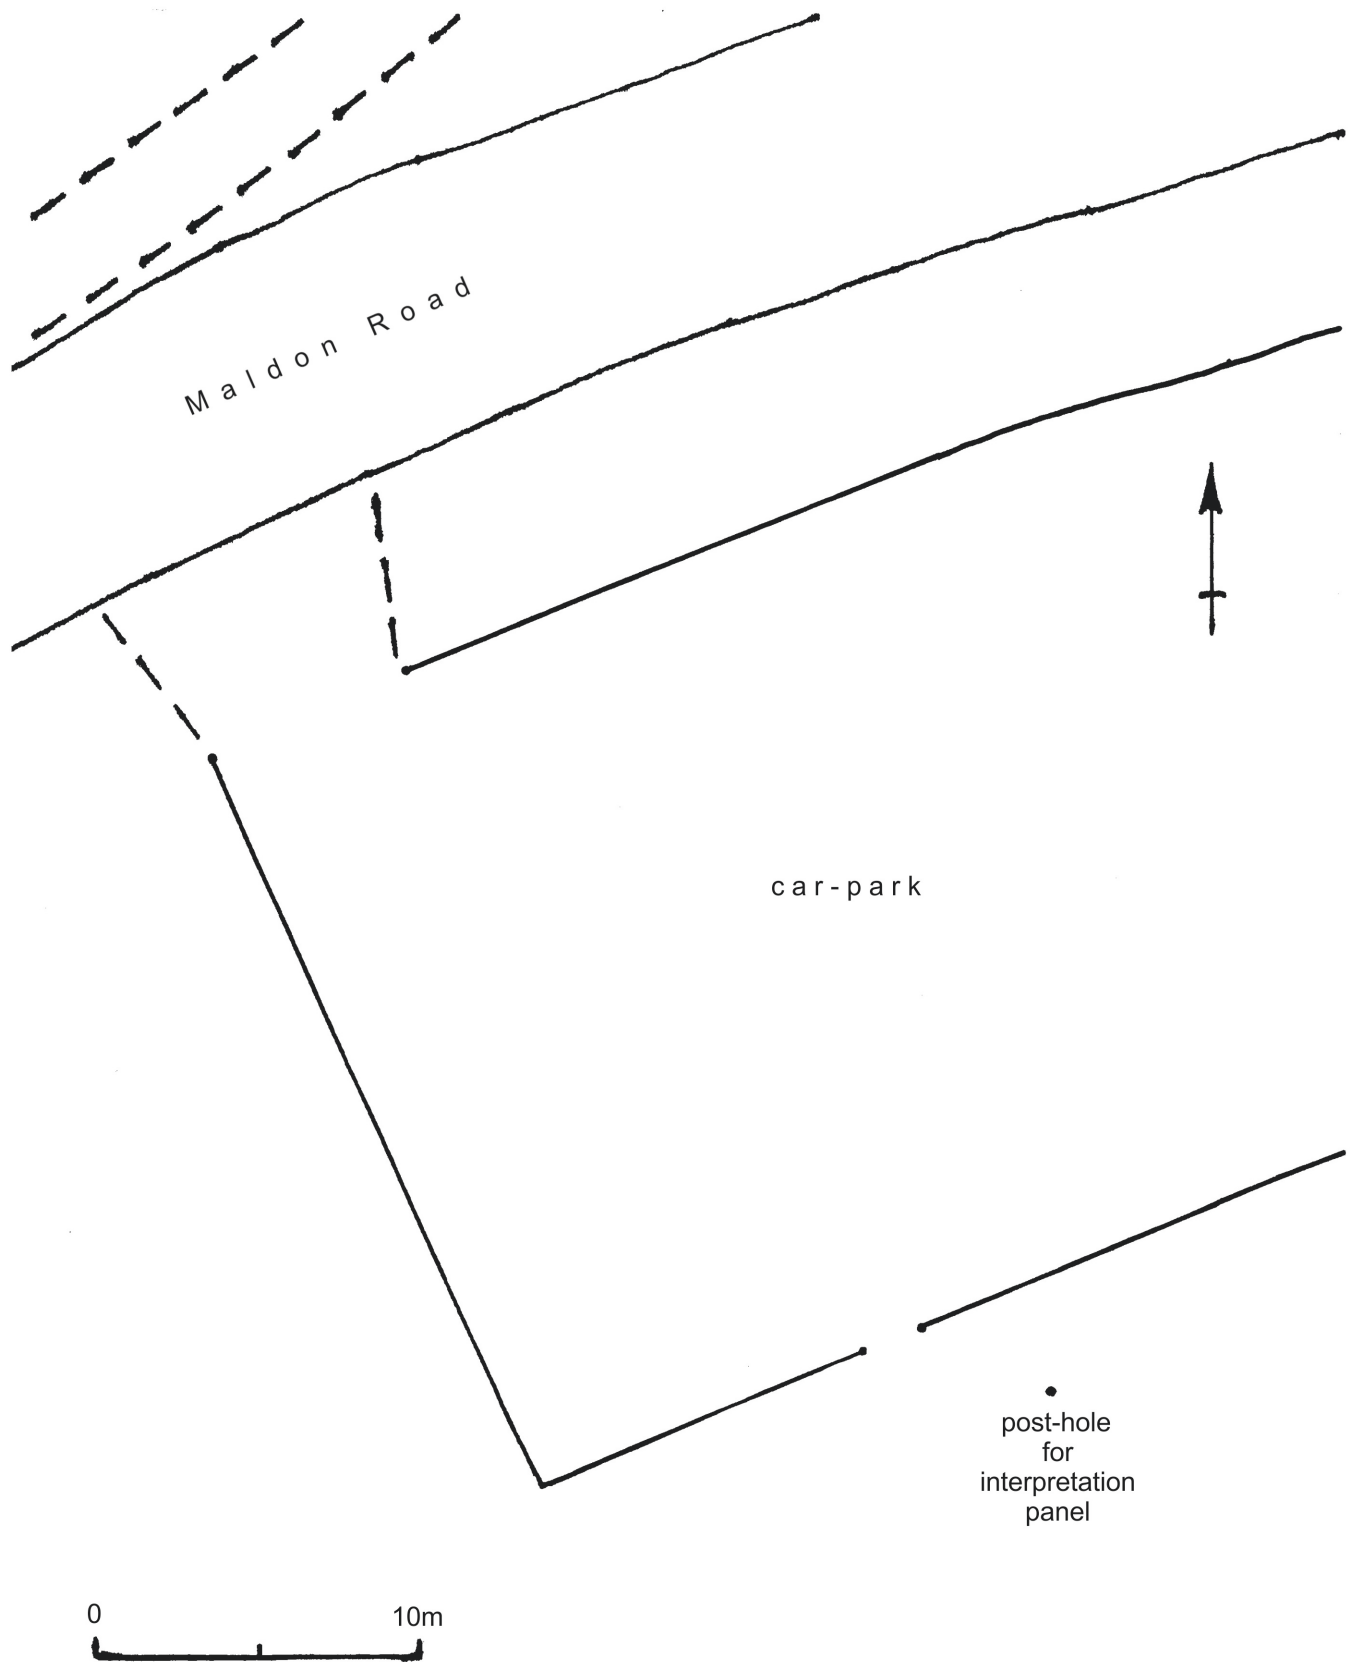 Maldon Road
car-park
post-hole
for
interpretation
panel
0 10m